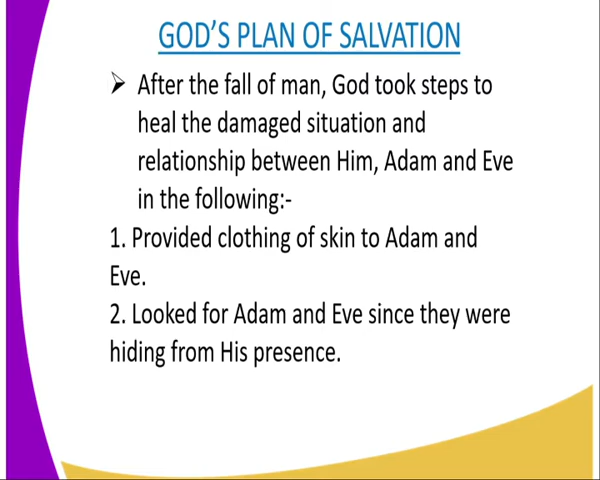 GOD'S PLAN OF SALVATION
➢ After the fall of man, God took steps to
heal the damaged situation and
relationship between Him, Adam and Eve
in the following:-
1. Provided clothing of skin to Adam and
Eve.
2. Looked for Adam and Eve since they were
hiding from His presence.